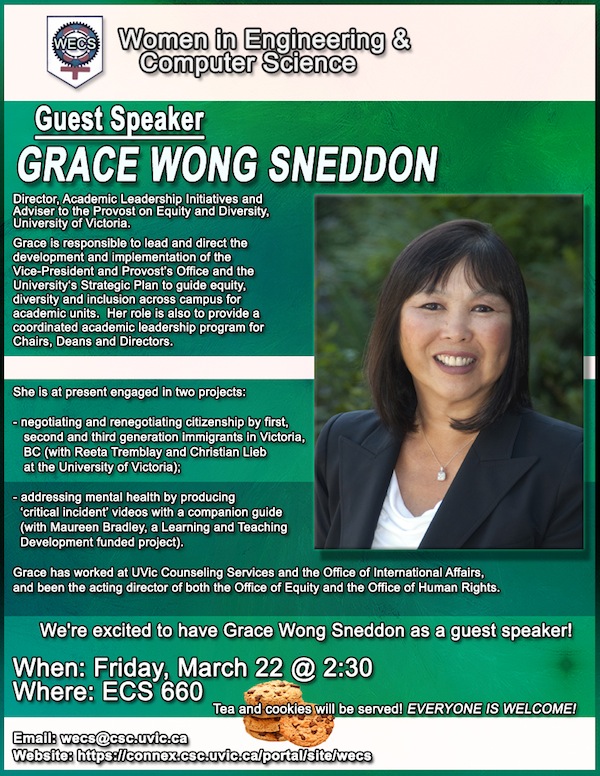 WECS
Women in Engineering &
Computer Science
Guest Speaker
GRACE WONG SNEDDON
Director, Academic Leadership Initiatives and
Adviser to the Provost on Equity and Diversity,
University of Victoria.
Grace is responsible to lead and direct the
development and implementation of the
Vice-President and Provost's Office and the
University's Strategic Plan to guide equity,
diversity and inclusion across campus for
academic units. Her role is also to provide a
coordinated academic leadership program for
Chairs, Deans and Directors.
She is at present engaged in two projects:
- negotiating and renegotiating citizenship by first,
second and third generation immigrants in Victoria,
BC (with Reeta Tremblay and Christian Lieb
at the University of Victoria);
- addressing mental health by producing
'critical incident' videos with a companion guide
(with Maureen Bradley, a Learning and Teaching
Development funded project).
Grace has worked at UVic Counseling Services and the Office of International Affairs,
and been the acting director of both the Office of Equity and the Office of Human Rights.
We're excited to have Grace Wong Sneddon as a guest speaker!
When: Friday, March 22 @ 2:30
Where: ECS 660
Tea and cookies will be served! EVERYONE IS WELCOME!
Email: wecs@csc.uvic.ca
Website: https://connex.csc.uvic.ca/portal/site/wecs